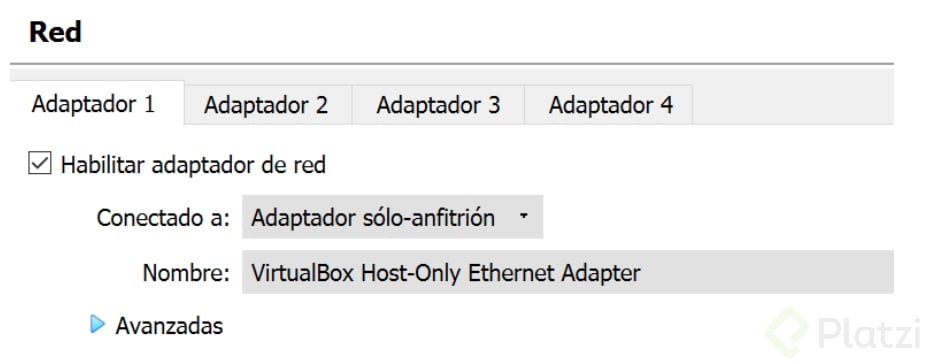 Red
Adaptador 1 Adaptador 2 Adaptador 3 Adaptador 4
Habilitar adaptador de red
Conectado a: Adaptador sólo-anfitrión
Nombre: VirtualBox Host-Only Ethernet Adapter
Avanzadas
Platzi